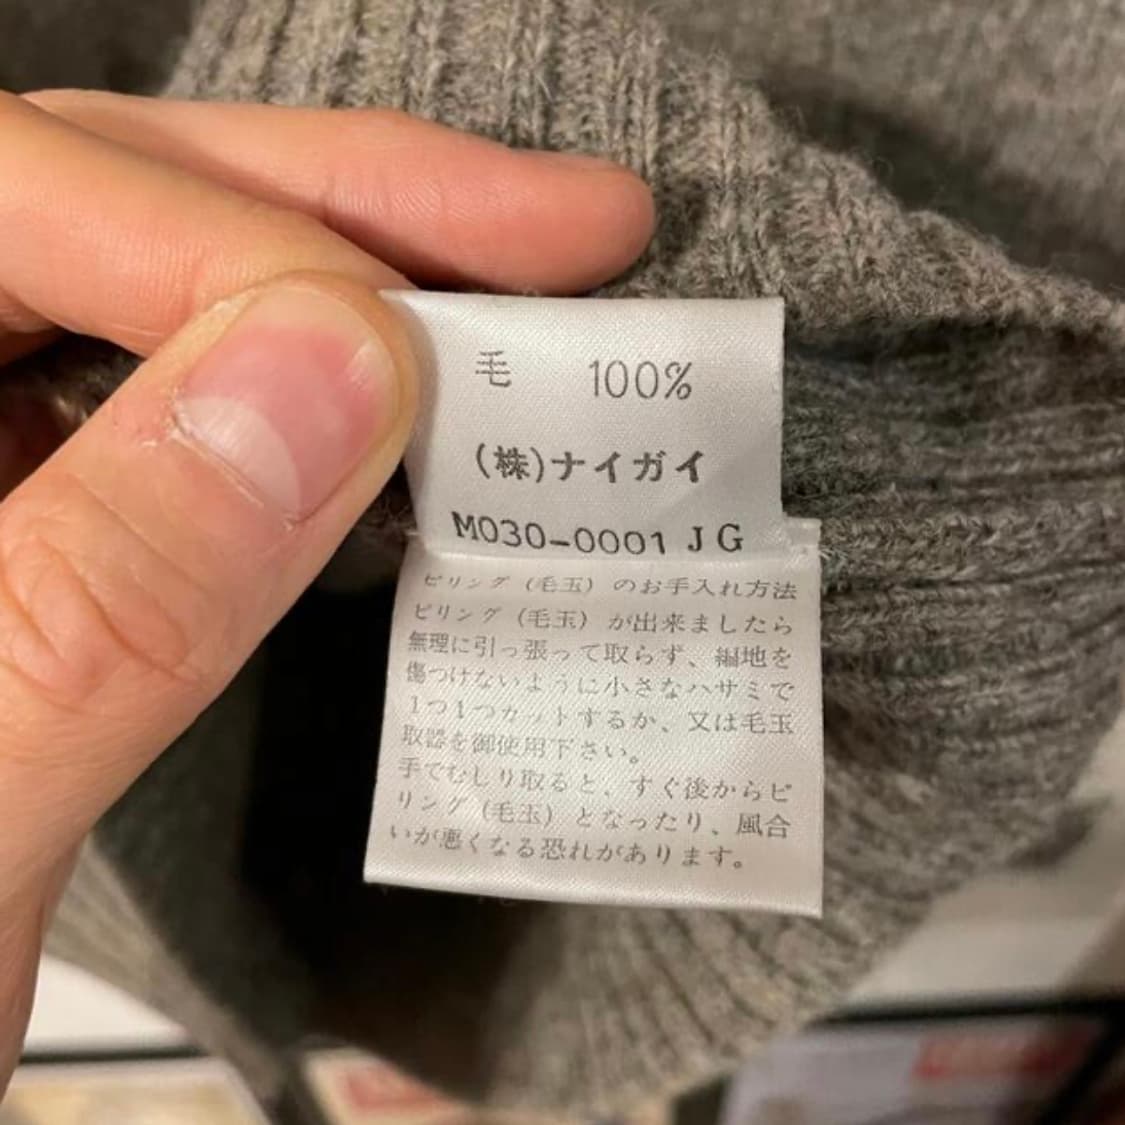 毛 100%
(株)ナイガイ
M030-0001 JG
ピリング(毛玉)のお手入れ方法
ピリング(毛玉)が出来ましたら
無理に引っ張って取らず、編地を
傷つけないように小さなハサミで
1つ1つカットするか、又は毛玉
取器を御使用下さい。
手でむしり取ると、すぐ後からピ
リング(毛玉)となったり、風合
いが悪くなる恐れがあります。